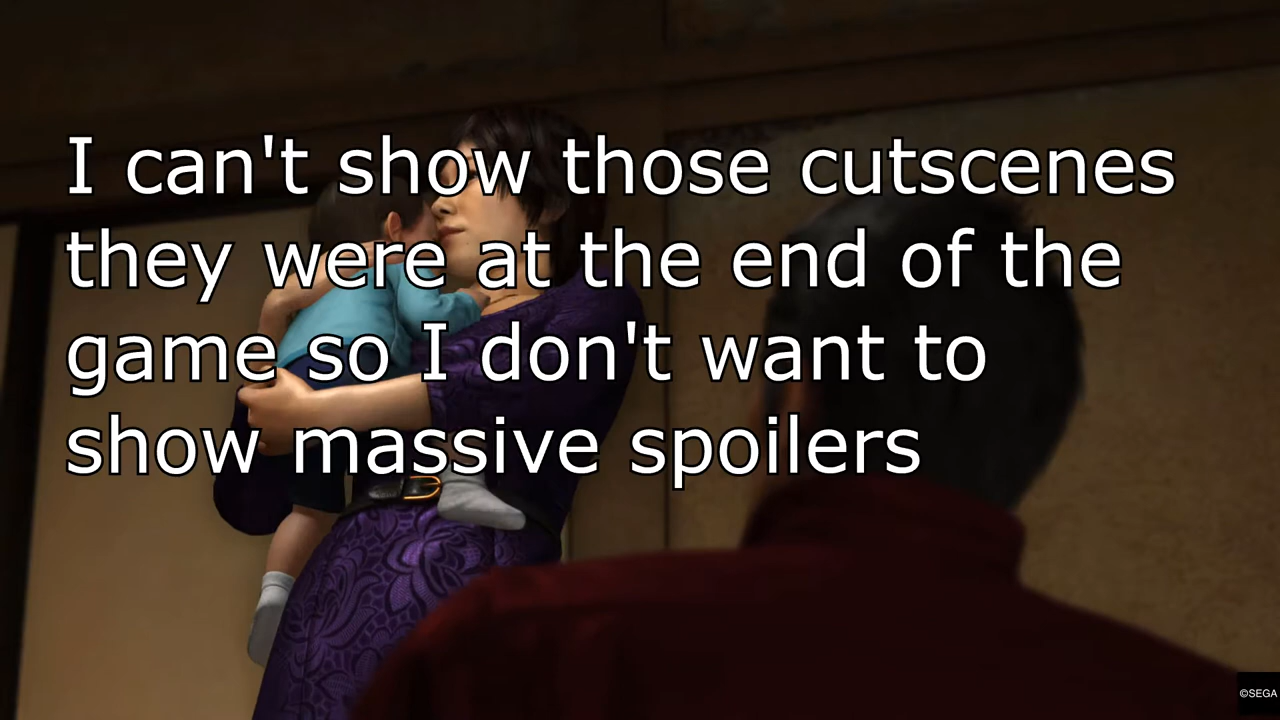 I can't show those cutscenes
they were at the end of the
game so I don't want to
show massive spoilers
©SEGA